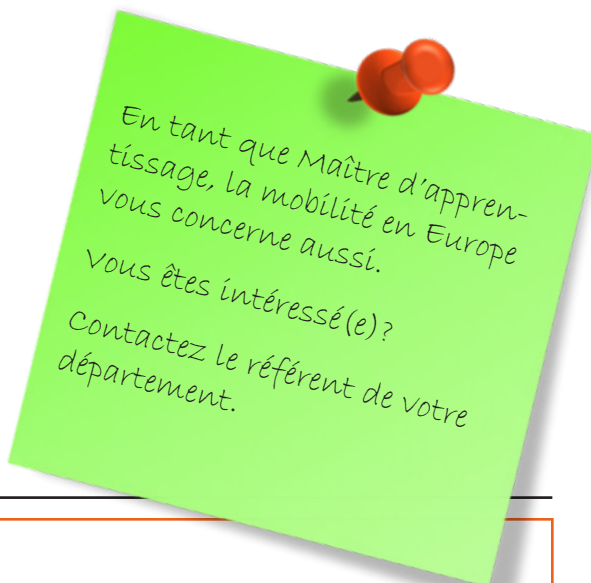 En tant que Maître d'appren-
tissage, la mobilité en Europe
vous concerne aussi.
Vous êtes intéressé(e)?
Contactez le référent de votre
département.